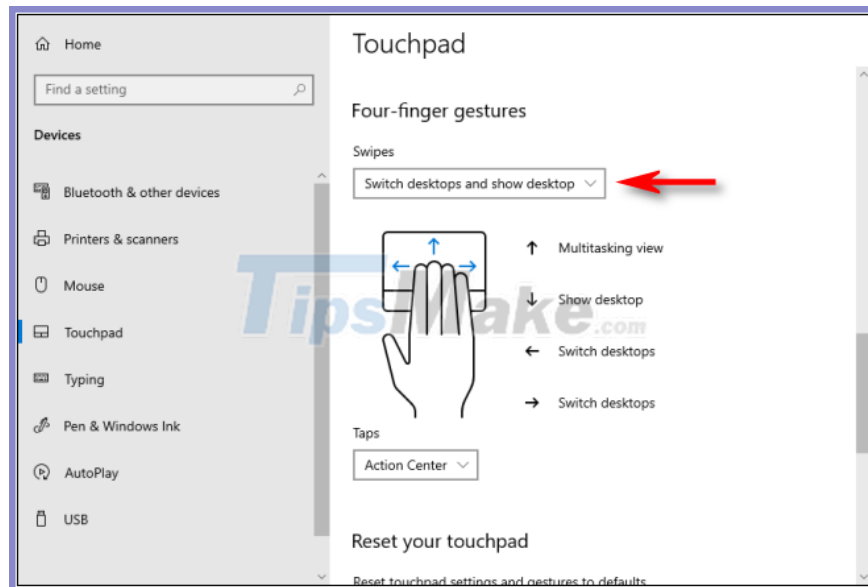 Home
Find a setting
Devices
Bluetooth & other devices
Printers & scanners
Mouse
Touchpad
Typing
Pen & Windows Ink
AutoPlay
USB
Touchpad
Four-finger gestures
Swipes
Switch desktops and show desktop
Multitasking view
Show desktop
Switch desktops
Switch desktops
Taps
Action Center
Reset your touchpad
Reset touchpad settings and gestures to defaults
TipsMake.com